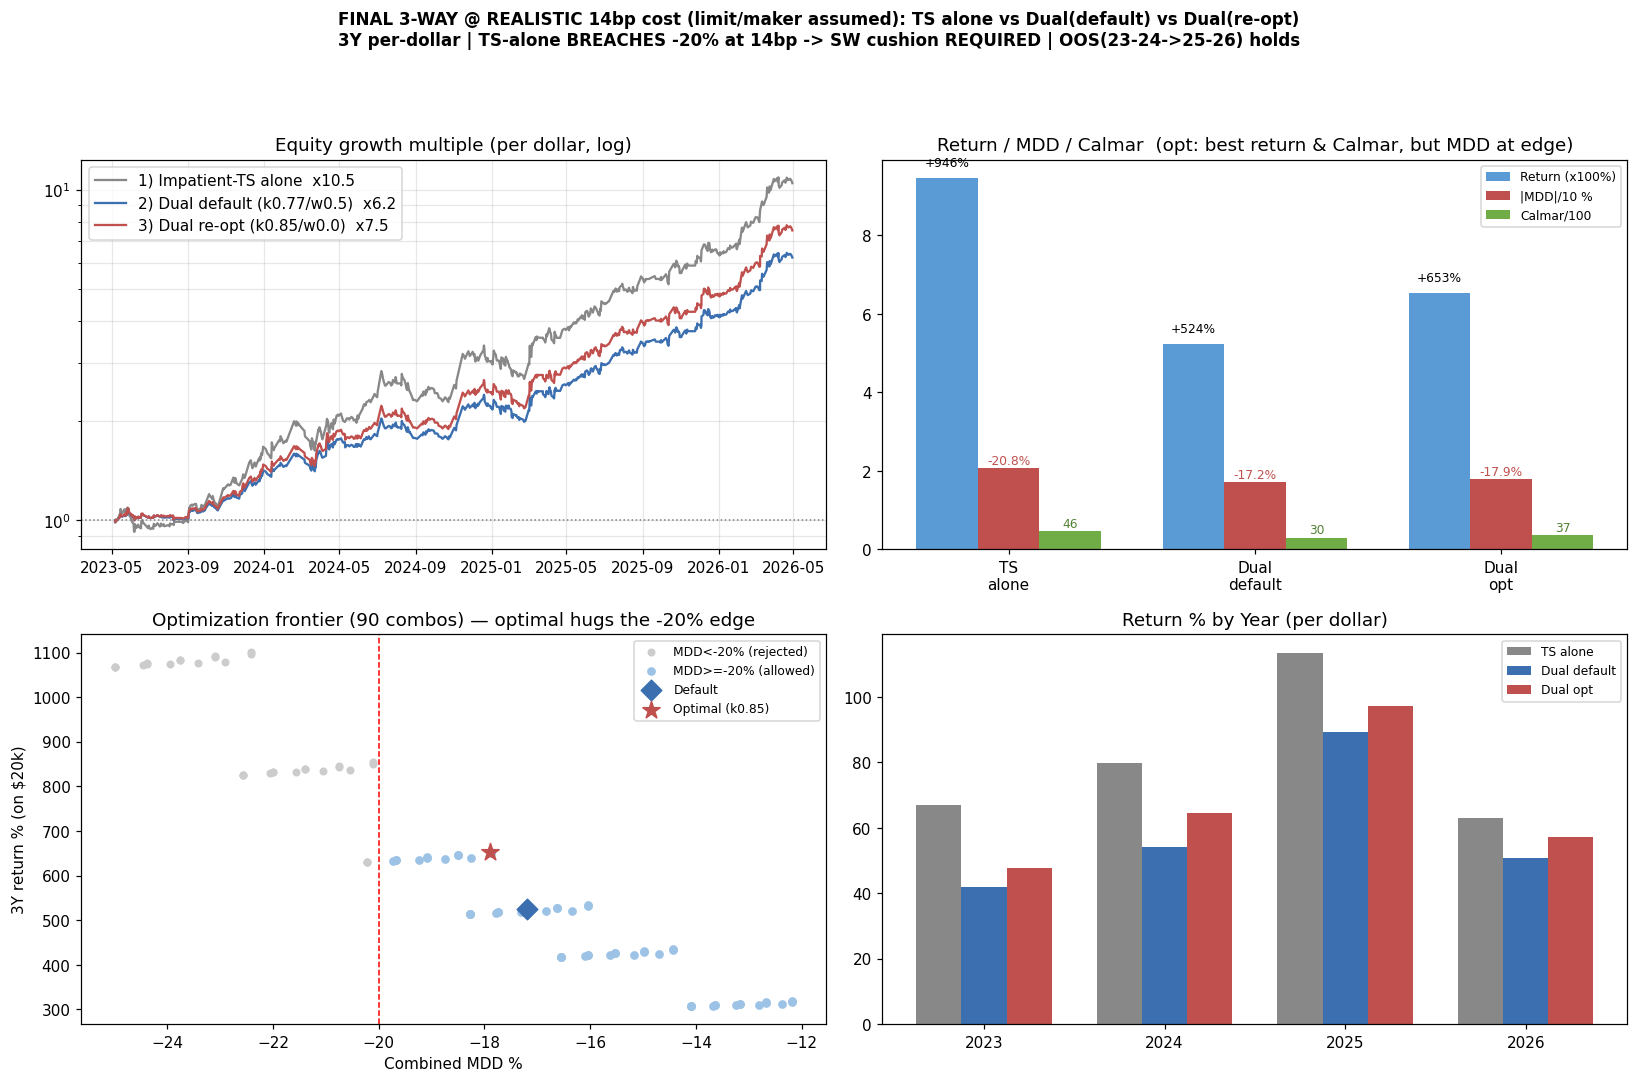 FINAL 3-WAY @ REALISTIC 14bp cost (limit/maker assumed): TS alone vs Dual(default) vs Dual(re-opt)
3Y per-dollar | TS-alone BREACHES -20% at 14bp -> SW cushion REQUIRED | OOS(23-24->25-26) holds
Equity growth multiple (per dollar, log)
1) Impatient-TS alone  x10.5
2) Dual default (k0.77/w0.5)  x6.2
3) Dual re-opt (k0.85/w0.0)  x7.5
10¹
10⁰
2023-05 2023-09 2024-01 2024-05 2024-09 2025-01 2025-05 2025-09 2026-01 2026-05
Return / MDD / Calmar  (opt: best return & Calmar, but MDD at edge)
Return (x100%)
|MDD|/10 %
Calmar/100
+946%
+653%
+524%
-20.8%
-17.2%
-17.9%
46
30
37
8
6
4
2
0
TS
alone
Dual
default
Dual
opt
Optimization frontier (90 combos) — optimal hugs the -20% edge
MDD<-20% (rejected)
MDD>=-20% (allowed)
Default
Optimal (k0.85)
3Y return % (on $20k)
1100
1000
900
800
700
600
500
400
300
−24 −22 −20 −18 −16 −14 −12
Combined MDD %
Return % by Year (per dollar)
TS alone
Dual default
Dual opt
100
80
60
40
20
0
2023 2024 2025 2026